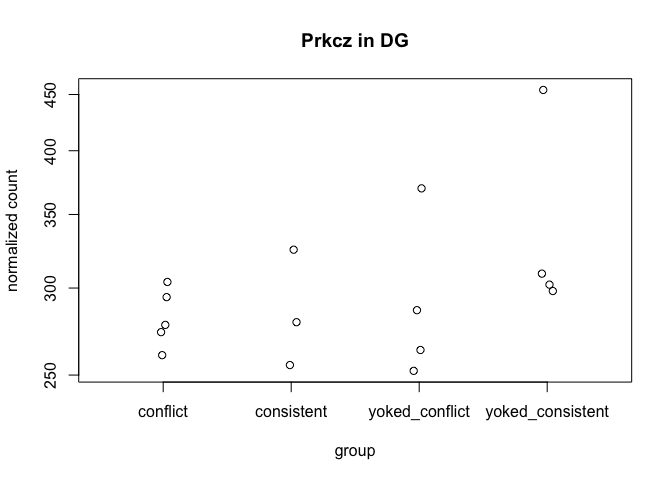 Prkcz in DG
normalized count
450
400
350
300
250
conflict
consistent
yoked_conflict
yoked_consistent
group